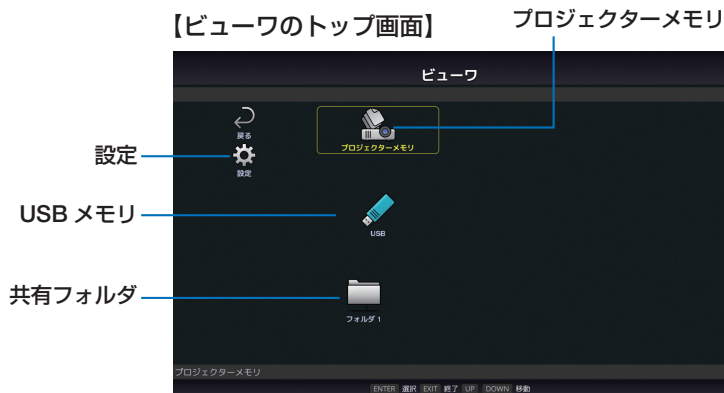 【ビューワのトップ画面】
プロジェクターメモリ
ビューワ
戻る
プロジェクターメモリ
設定
設定
USB メモリ
USB
共有フォルダ
フォルダ 1
プロジェクターメモリ
ENTER 選択 EXIT 終了 UP DOWN 移動